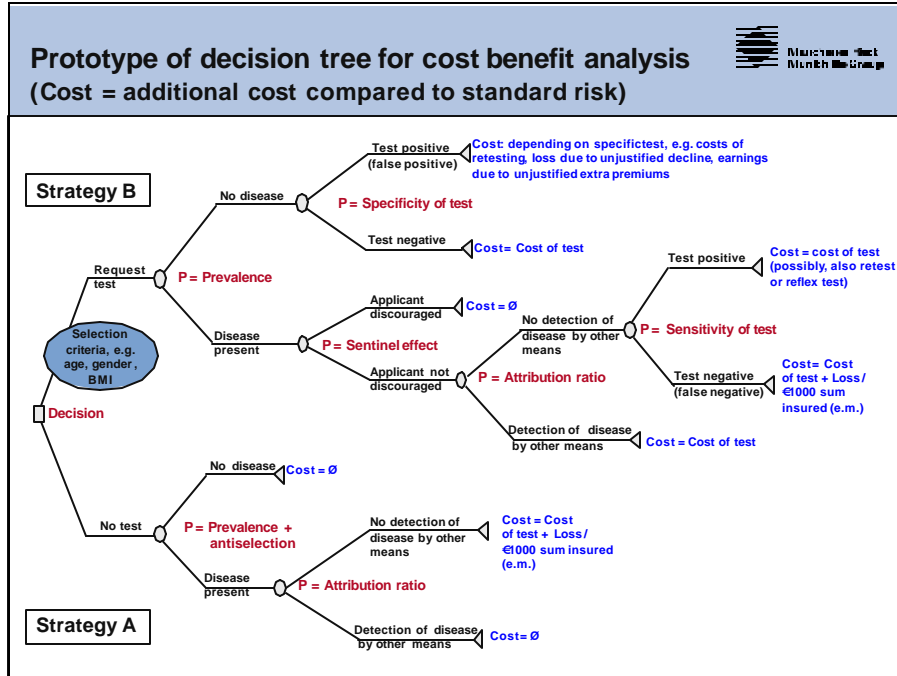 Prototype of decision tree for cost benefit analysis
(Cost = additional cost compared to standard risk)
Strategy B
Test positive
(false positive)
Cost: depending on specifictest, e.g. costs of
retesting, loss due to unjustified decline, earnings
due to unjustified extra premiums
No disease
P = Specificity of test
Test negative
Cost= Cost of test
Request
test
P = Prevalence
Applicant
discouraged
Cost = Ø
Disease
present
P = Sentinel effect
Applicant not
discouraged
P = Attribution ratio
No detection of
disease by other
means
Test positive
Cost = cost of test
(possibly, also retest
or reflex test)
P = Sensitivity of test
Test negative
(false negative)
Cost= Cost
of test + Loss/
€1000 sum
insured (e.m.)
Detection of disease
by other means
Cost = Cost of test
Selection
criteria, e.g.
age, gender,
BMI
Decision
No disease
Cost = Ø
No test
P = Prevalence +
antiselection
No detection of
disease by other
means
Cost = Cost
of test + Loss/
€1000 sum insured
(e.m.)
Disease
present
P = Attribution ratio
Detection of disease
by other means
Cost= Ø
Strategy A